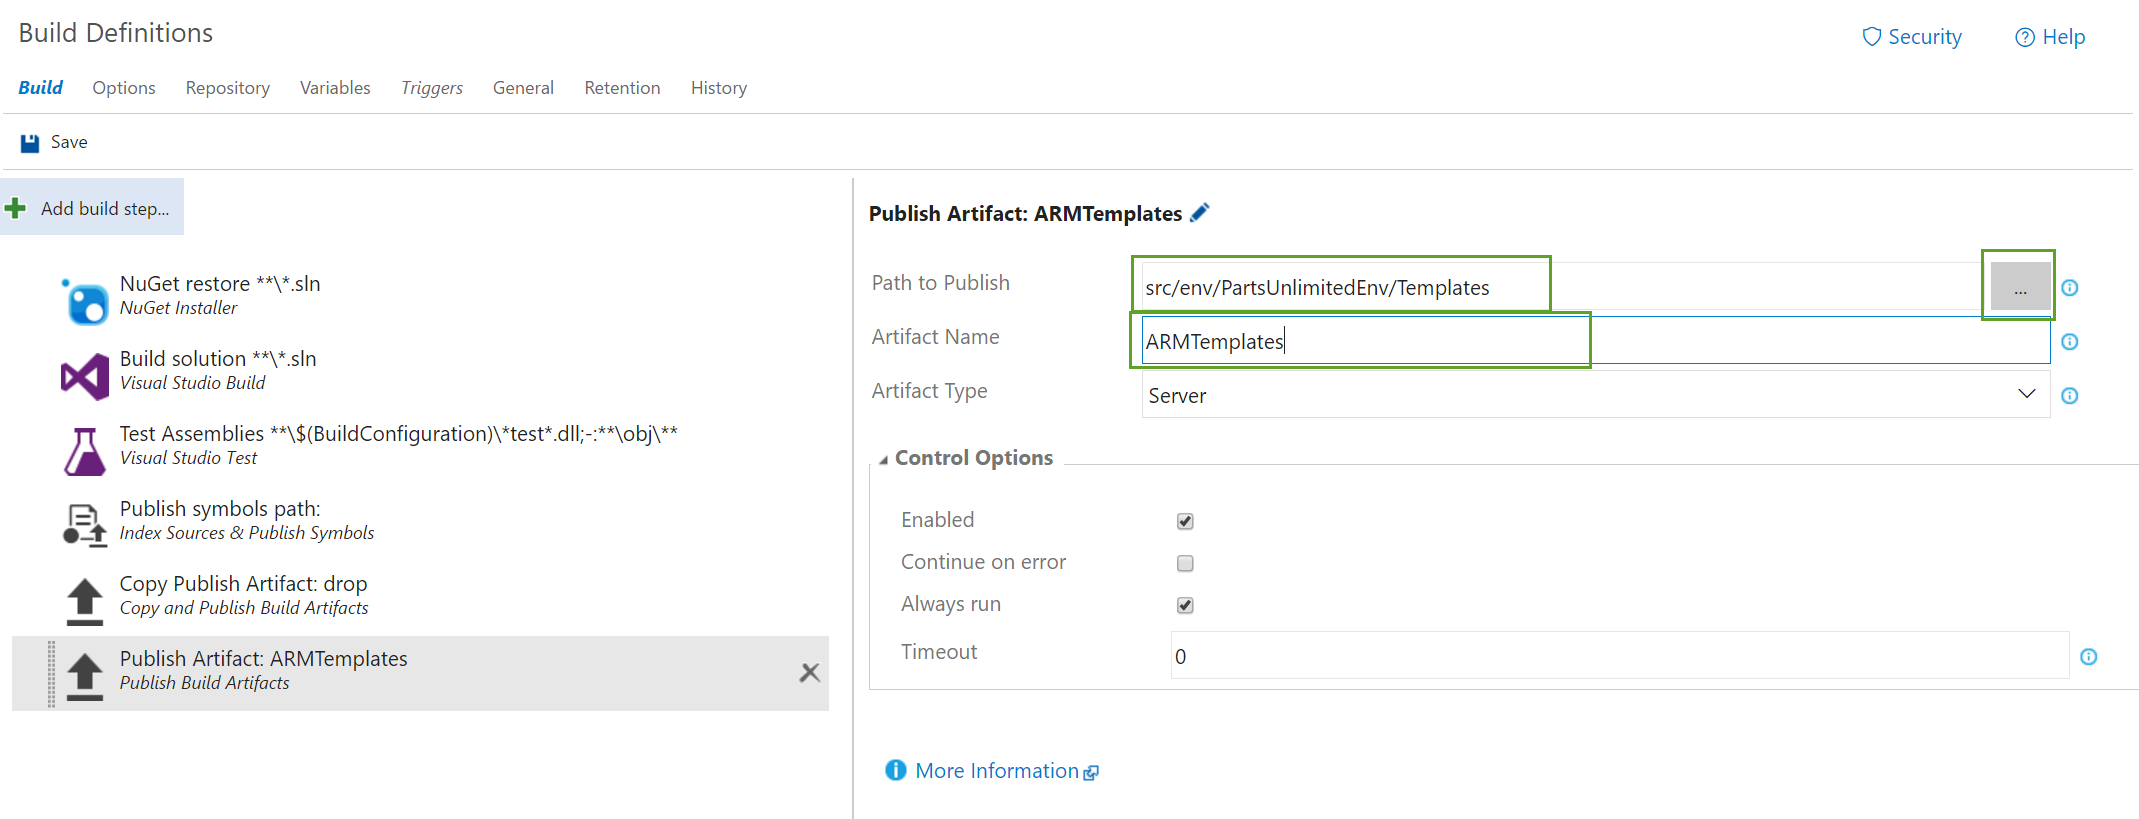 Build Definitions
Security
Help
Build Options Repository Variables Triggers General Retention History
Save
Add build step...
NuGet restore **\*.sln
NuGet Installer
Build solution **\*.sln
Visual Studio Build
Test Assemblies **\$(BuildConfiguration)\*test*.dll;-:**\obj\**
Visual Studio Test
Publish symbols path:
Index Sources & Publish Symbols
Copy Publish Artifact: drop
Copy and Publish Build Artifacts
Publish Artifact: ARMTemplates
Publish Build Artifacts
Publish Artifact: ARMTemplates
Path to Publish
src/env/PartsUnlimitedEnv/Templates
...
Artifact Name
ARMTemplates
Artifact Type
Server
Control Options
Enabled
Continue on error
Always run
Timeout
0
More Information